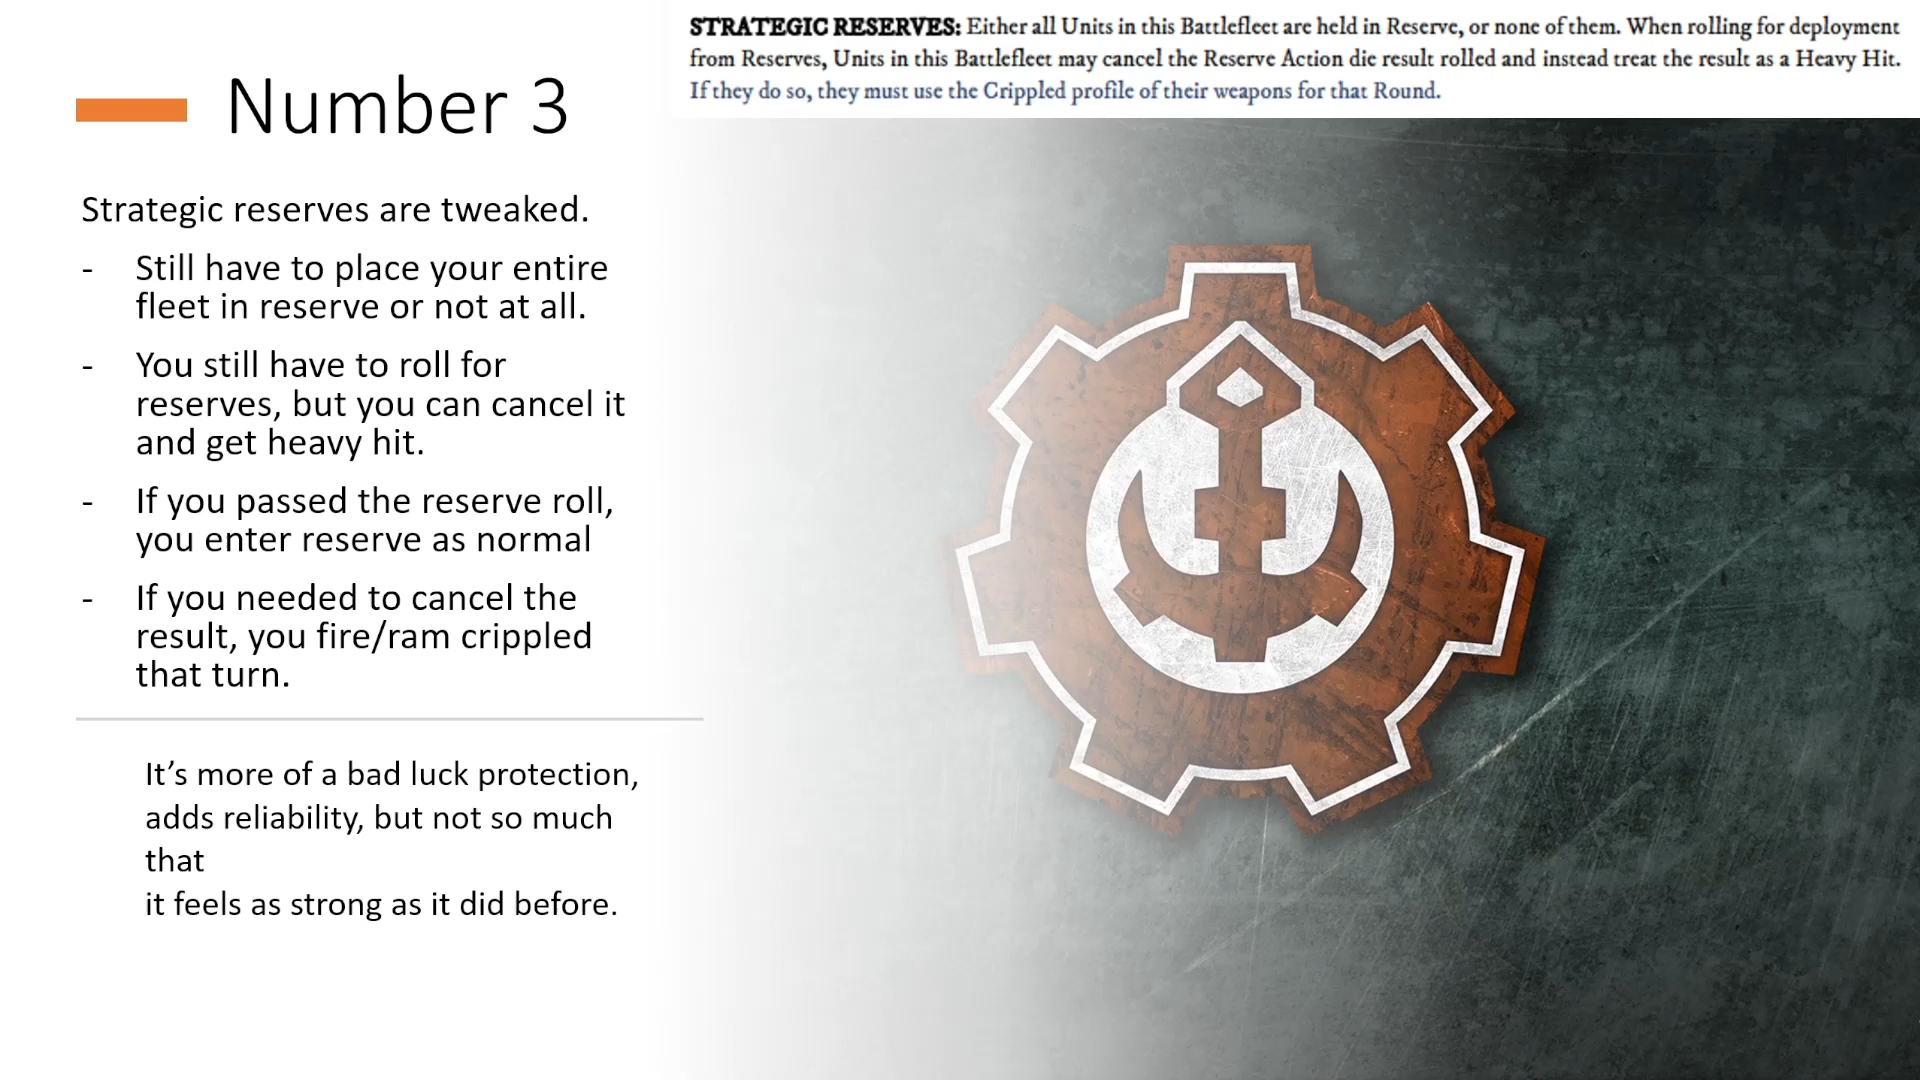 STRATEGIC RESERVES: Either all Units in this Battlefleet are held in Reserve, or none of them. When rolling for deployment
from Reserves, Units in this Battlefleet may cancel the Reserve Action die result rolled and instead treat the result as a Heavy Hit.
If they do so, they must use the Crippled profile of their weapons for that Round.
Number 3
Strategic reserves are tweaked.
- Still have to place your entire
fleet in reserve or not at all.
- You still have to roll for
reserves, but you can cancel it
and get heavy hit.
- If you passed the reserve roll,
you enter reserve as normal
- If you needed to cancel the
result, you fire/ram crippled
that turn.
It’s more of a bad luck protection,
adds reliability, but not so much
that
it feels as strong as it did before.